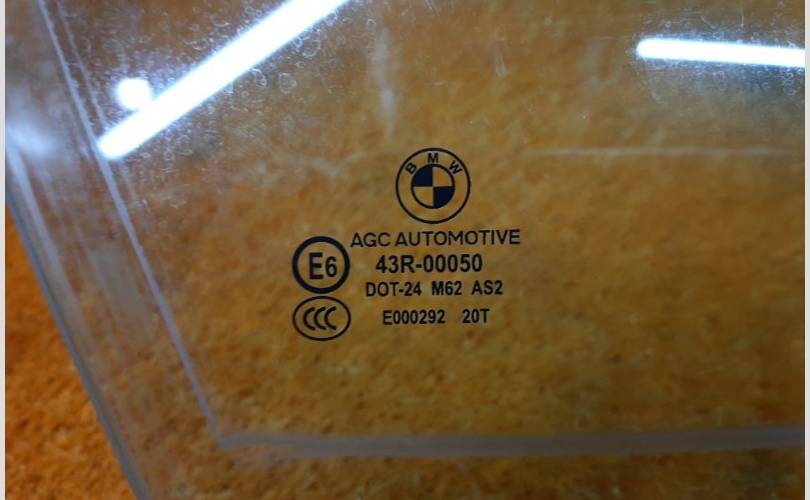 BMW
AGC AUTOMOTIVE
E6 43R-00050
DOT-24 M62 AS2
CCC E000292 20T